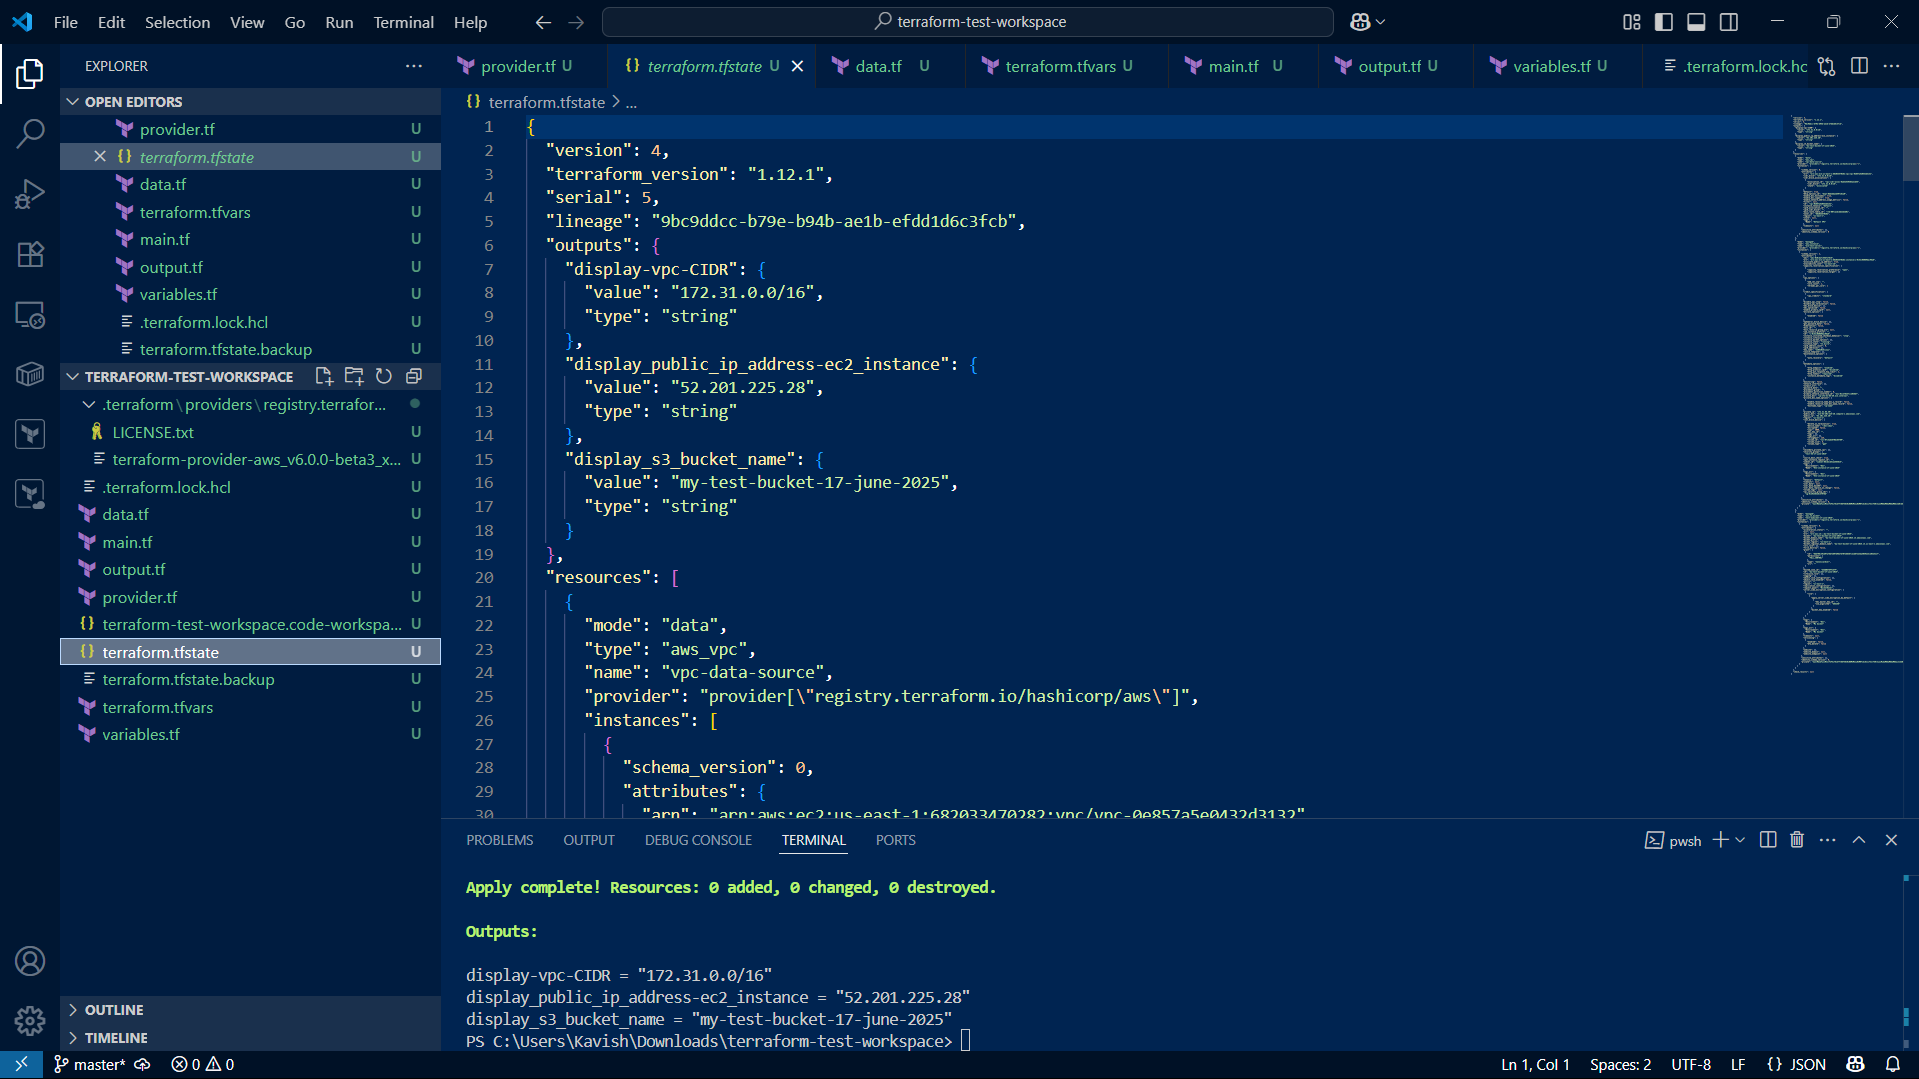 File Edit Selection View Go Run Terminal Help
terraform-test-workspace
EXPLORER
OPEN EDITORS
provider.tf U
terraform.tfstate U
data.tf U
terraform.tfvars U
main.tf U
output.tf U
variables.tf U
.terraform.lock.hcl U
terraform.tfstate.backup U
TERRAFORM-TEST-WORKSPACE
.terraform\providers\registry.terrafor...
LICENSE.txt U
terraform-provider-aws_v6.0.0-beta3_x... U
.terraform.lock.hcl U
data.tf U
main.tf U
output.tf U
provider.tf U
terraform-test-workspace.code-workspa... U
terraform.tfstate U
terraform.tfstate.backup U
terraform.tfvars U
variables.tf U
OUTLINE
TIMELINE
provider.tf U {} terraform.tfstate U data.tf U terraform.tfvars U main.tf U output.tf U variables.tf U .terraform.lock.hc
{} terraform.tfstate > ...
1 {
2 "version": 4,
3 "terraform_version": "1.12.1",
4 "serial": 5,
5 "lineage": "9bc9ddcc-b79e-b94b-ae1b-efdd1d6c3fcb",
6 "outputs": {
7 "display-vpc-CIDR": {
8 "value": "172.31.0.0/16",
9 "type": "string"
10 },
11 "display_public_ip_address-ec2_instance": {
12 "value": "52.201.225.28",
13 "type": "string"
14 },
15 "display_s3_bucket_name": {
16 "value": "my-test-bucket-17-june-2025",
17 "type": "string"
18 }
19 },
20 "resources": [
21 {
22 "mode": "data",
23 "type": "aws_vpc",
24 "name": "vpc-data-source",
25 "provider": "provider[\"registry.terraform.io/hashicorp/aws\"]",
26 "instances": [
27 {
28 "schema_version": 0,
29 "attributes": {
30 "arn": "arn:aws:ec2:us-east-1:682033470282:vpc/vpc-0e857a5e0432d3132"
PROBLEMS OUTPUT DEBUG CONSOLE TERMINAL PORTS
pwsh
Apply complete! Resources: 0 added, 0 changed, 0 destroyed.
Outputs:
display-vpc-CIDR = "172.31.0.0/16"
display_public_ip_address-ec2_instance = "52.201.225.28"
display_s3_bucket_name = "my-test-bucket-17-june-2025"
PS C:\Users\Kavish\Downloads\terraform-test-workspace>
master* 0 0 Ln 1, Col 1 Spaces: 2 UTF-8 LF {} JSON